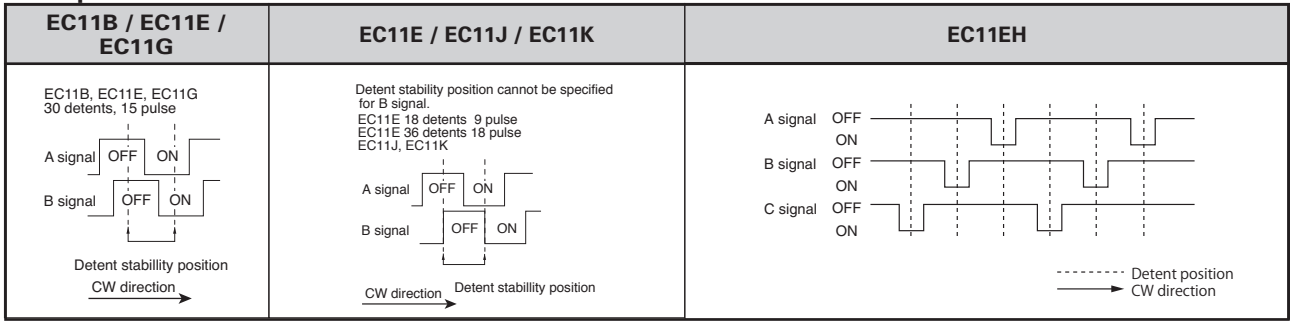 EC11B / EC11E /
EC11G
EC11E / EC11J / EC11K
EC11EH
EC11B, EC11E, EC11G
30 detents, 15 pulse
A signal
OFF
ON
B signal
OFF
ON
Detent stabillity position
CW direction
Detent stability position cannot be specified
for B signal.
EC11E 18 detents 9 pulse
EC11E 36 detents 18 pulse
EC11J, EC11K
A signal
OFF
ON
B signal
OFF
ON
CW direction
Detent stabillity position
A signal OFF
ON
B signal OFF
ON
C signal OFF
ON
Detent position
CW direction